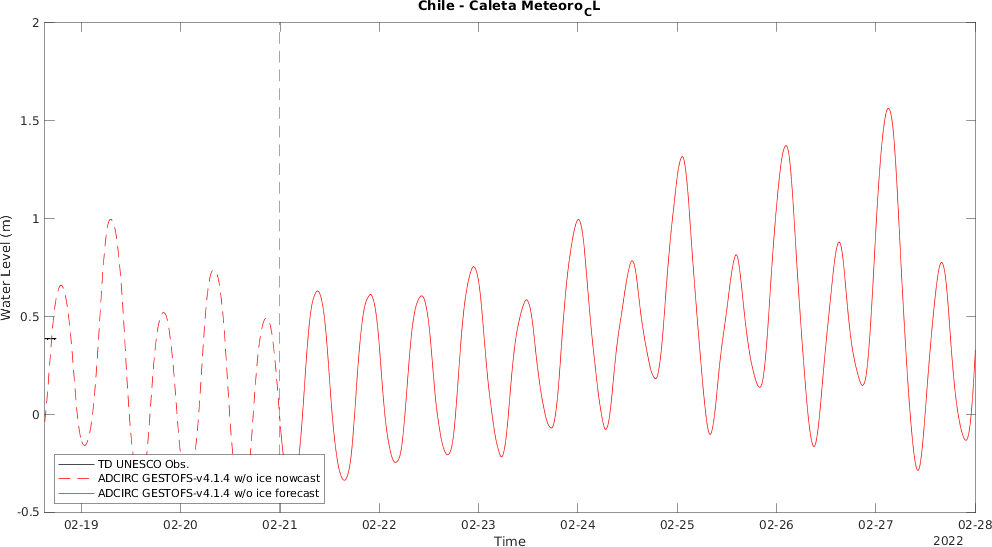 Chile - Caleta Meteoro_CL
2
1.5
1
0.5
0
-0.5
Water Level (m)
TD UNESCO Obs.
ADCIRC GESTOFS-v4.1.4 w/o ice nowcast
ADCIRC GESTOFS-v4.1.4 w/o ice forecast
02-19 02-20 02-21 02-22 02-23 02-24 02-25 02-26 02-27 02-28
Time
2022